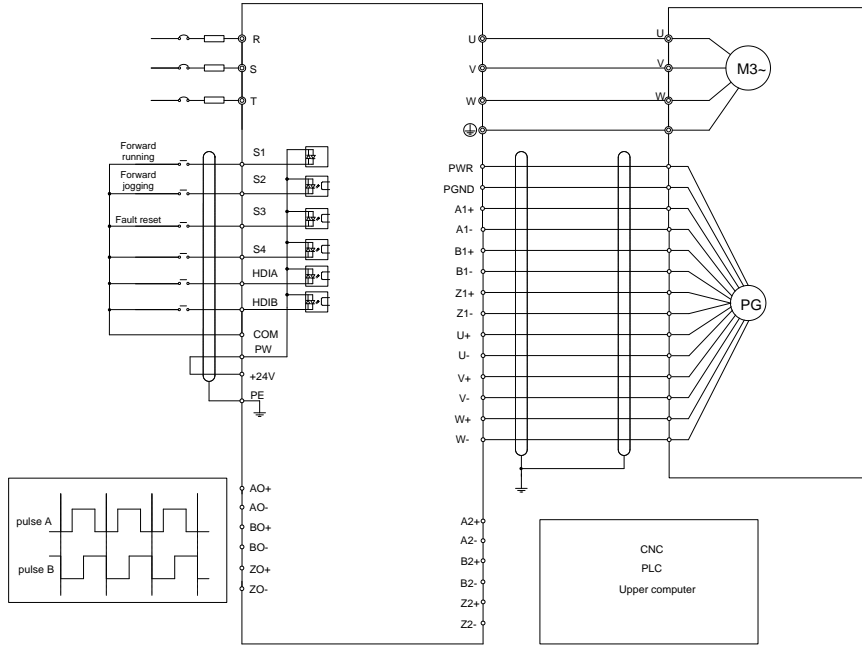 R
S
T
U
V
W
U
V
W
M3~
Forward
running
Forward
jogging
Fault reset
S1
S2
S3
S4
HDIA
HDIB
COM
PW
+24V
PE
PWR
PGND
A1+
A1-
B1+
B1-
Z1+
Z1-
U+
U-
V+
V-
W+
W-
PG
pulse A
pulse B
AO+
AO-
BO+
BO-
ZO+
ZO-
A2+
A2-
B2+
B2-
Z2+
Z2-
CNC
PLC
Upper computer